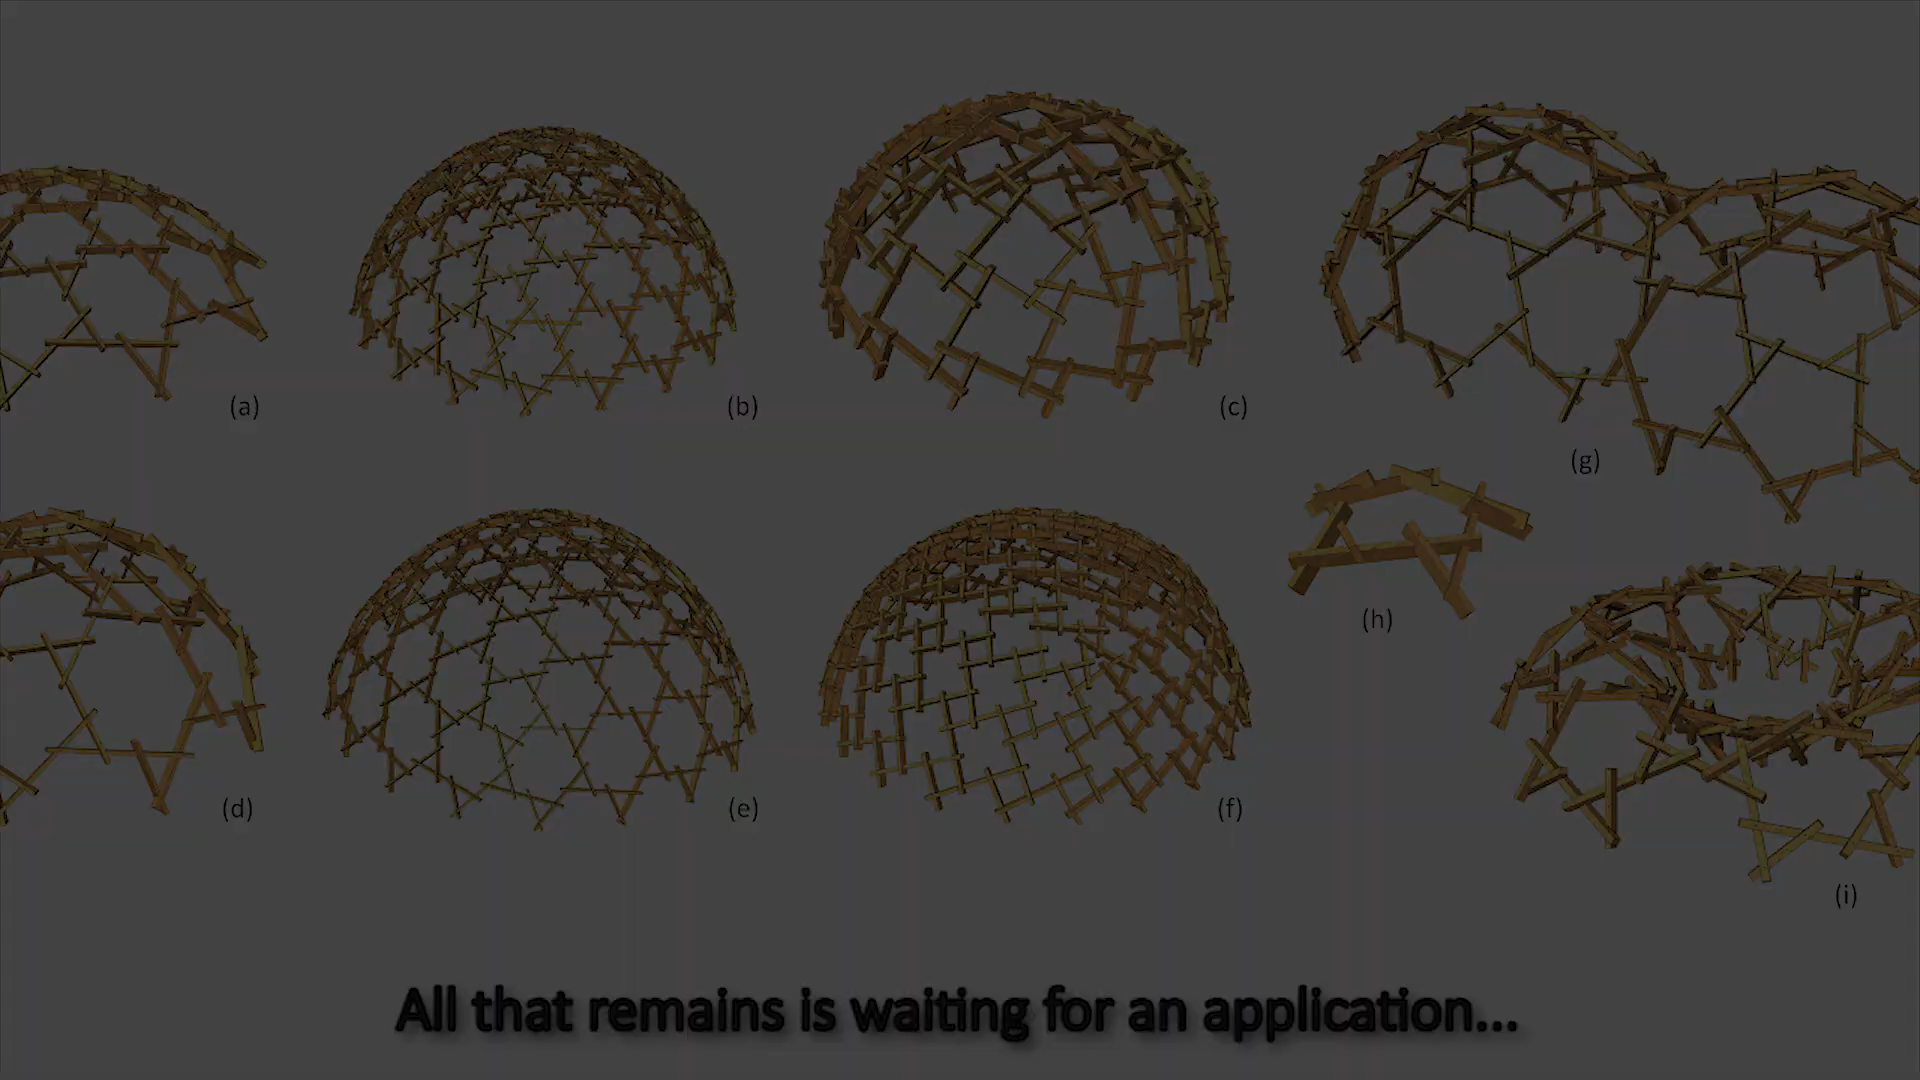 (a)
(b)
(c)
(g)
(h)
(d)
(e)
(f)
(i)
All that remains is waiting for an application...